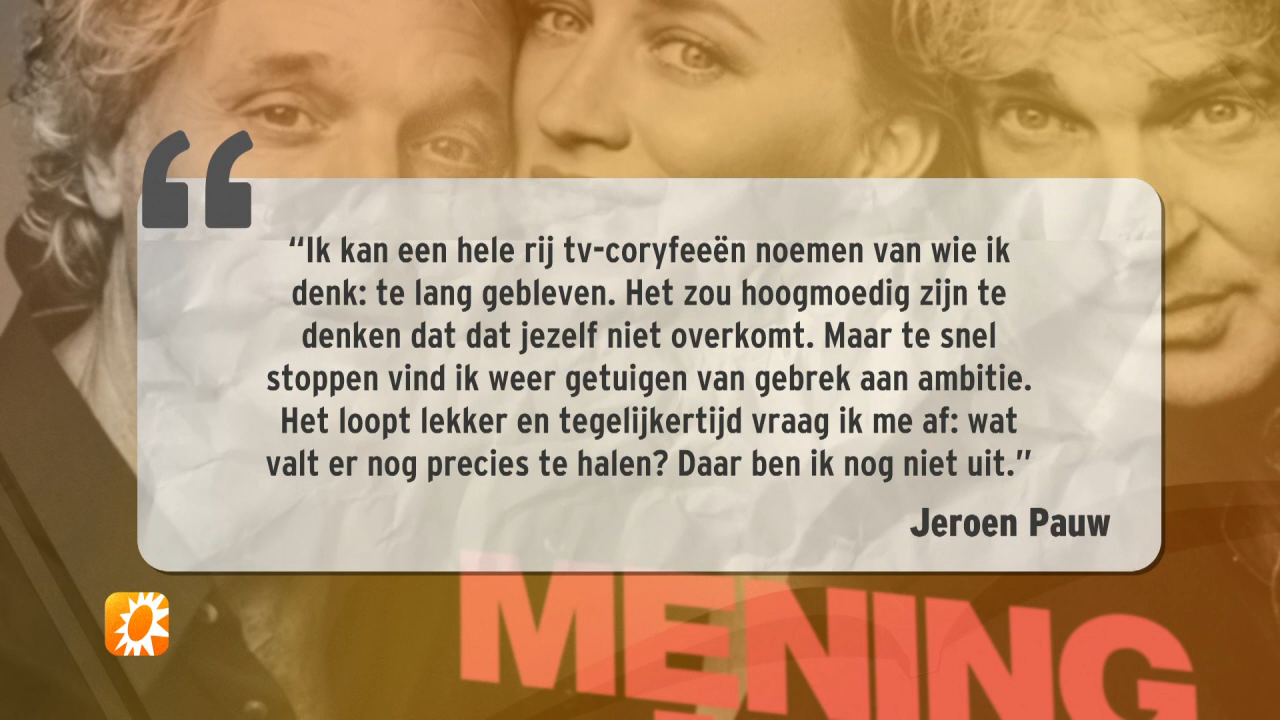 “Ik kan een hele rij tv-coryfeeën noemen van wie ik
denk: te lang gebleven. Het zou hoogmoedig zijn te
denken dat dat jezelf niet overkomt. Maar te snel
stoppen vind ik weer getuigen van gebrek aan ambitie.
Het loopt lekker en tegelijkertijd vraag ik me af: wat
valt er nog precies te halen? Daar ben ik nog niet uit.”
Jeroen Pauw
MENING